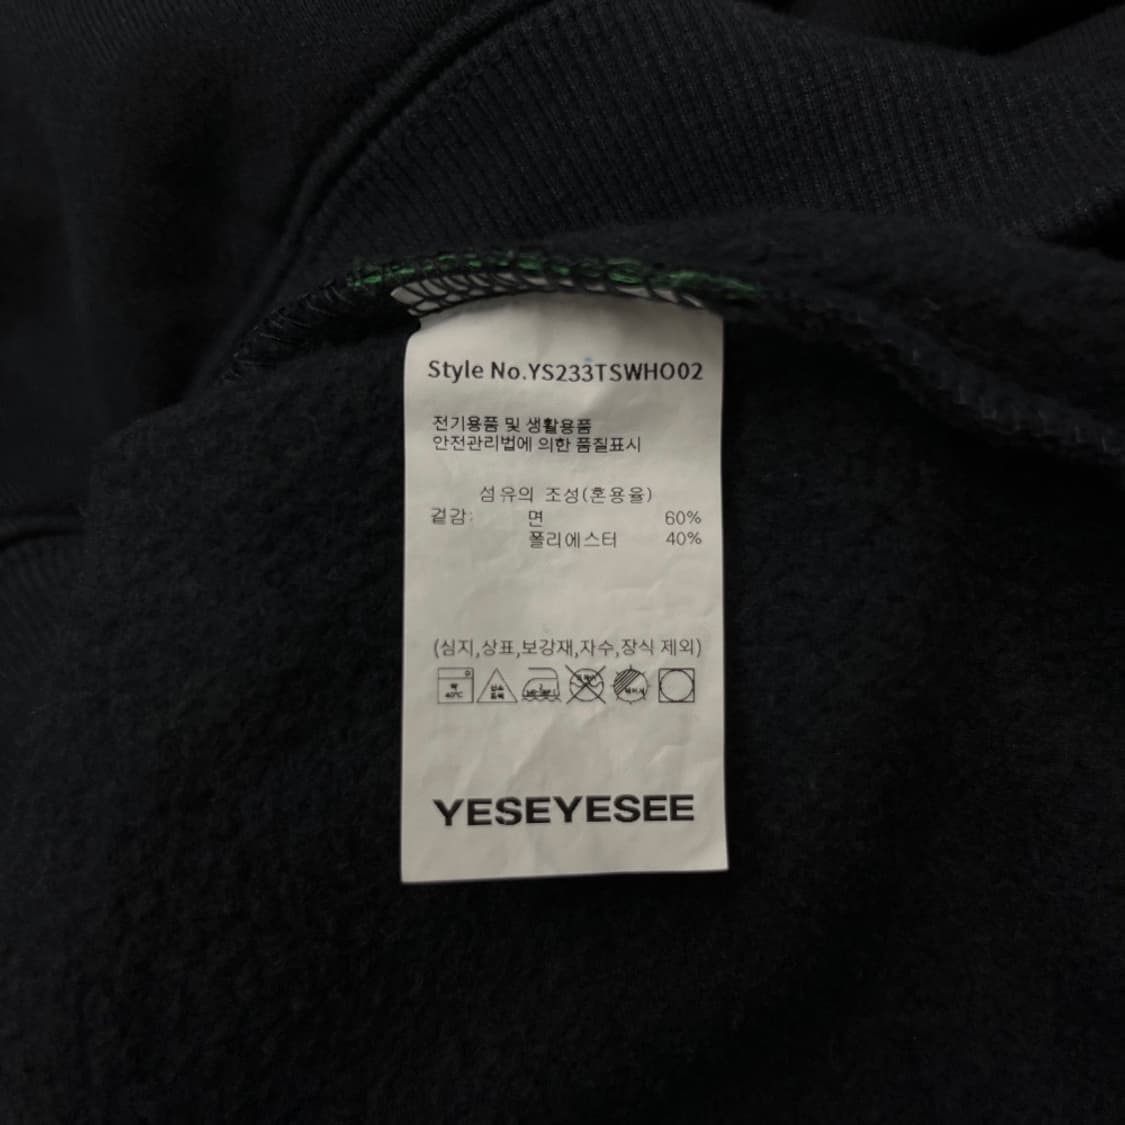 Style No.YS233TSWHO02
전기용품 및 생활용품
안전관리법에 의한 품질표시
섬유의 조성(혼용율)
겉감: 면 60%
폴리에스터 40%
(심지,상표,보강재,자수,장식 제외)
약 40℃
YESEYESEE